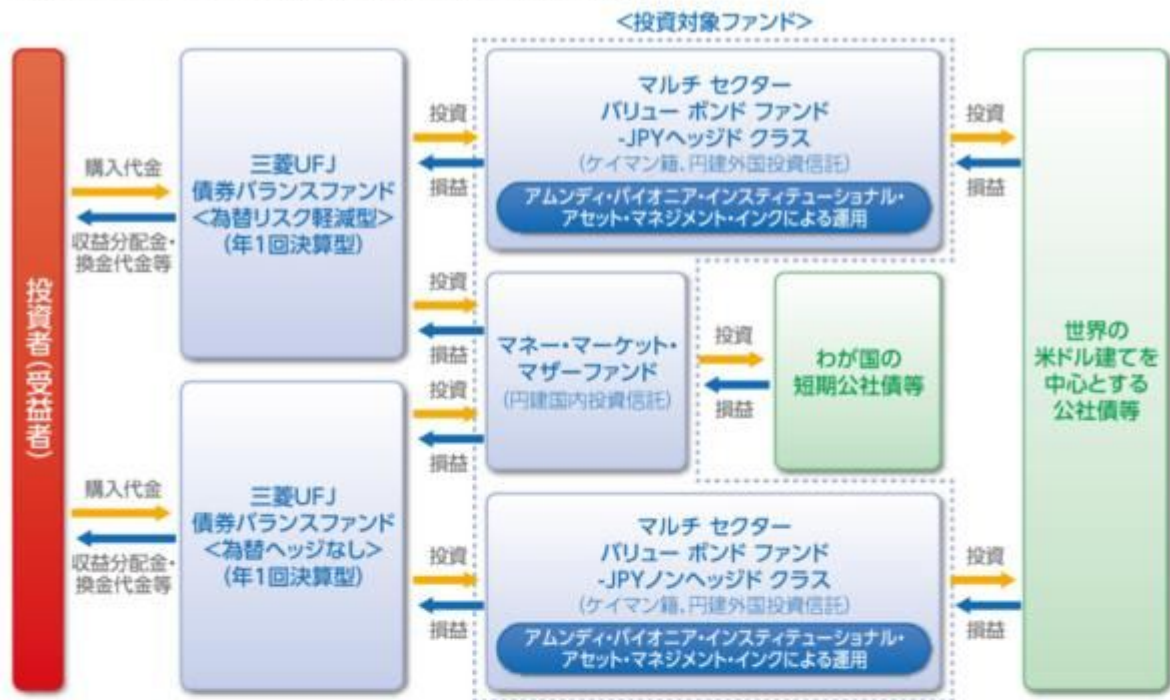 <投資対象ファンド>
投資者(受益者)
購入代金
収益分配金・
換金代金等
三菱UFJ
債券バランスファンド
<為替リスク軽減型>
(年1回決算型)
投資
損益
マルチ セクター
バリュー ボンド ファンド
-JPYヘッジド クラス
(ケイマン籍、円建外国投資信託)
アムンディ・パイオニア・インスティテューショナル・
アセット・マネジメント・インクによる運用
投資
損益
世界の
米ドル建てを
中心とする
公社債等
投資
損益
マネー・マーケット・
マザーファンド
(円建国内投資信託)
投資
損益
わが国の
短期公社債等
投資
損益
購入代金
収益分配金・
換金代金等
三菱UFJ
債券バランスファンド
<為替ヘッジなし>
(年1回決算型)
投資
損益
マルチ セクター
バリュー ボンド ファンド
-JPYノンヘッジド クラス
(ケイマン籍、円建外国投資信託)
アムンディ・パイオニア・インスティテューショナル・
アセット・マネジメント・インクによる運用
投資
損益